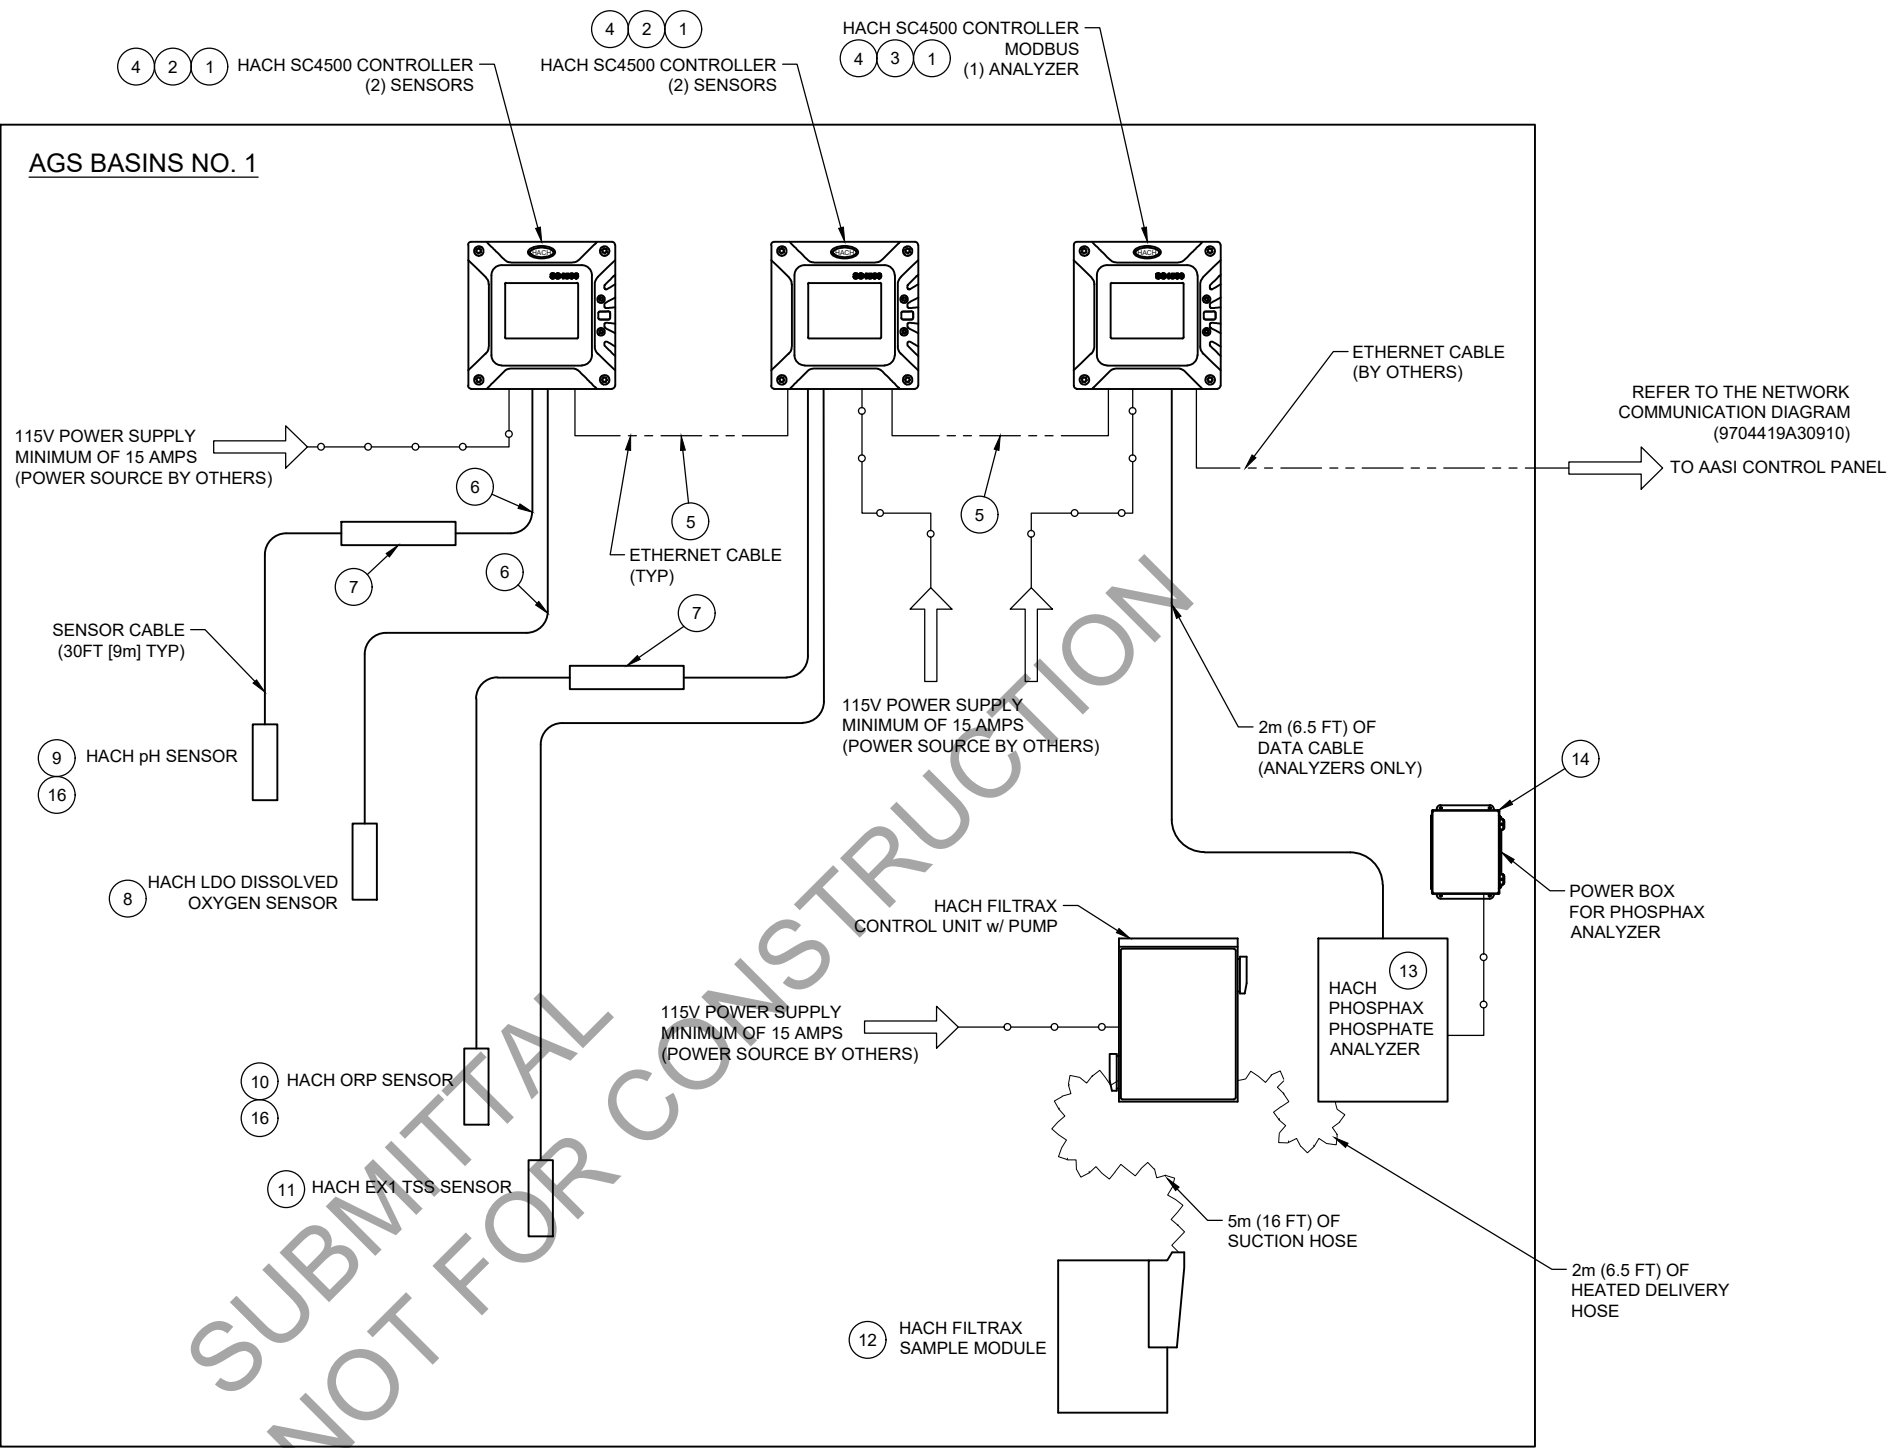 4 2 1
HACH SC4500 CONTROLLER
(2) SENSORS
4 2 1
HACH SC4500 CONTROLLER
(2) SENSORS
HACH SC4500 CONTROLLER
MODBUS
4 3 1
(1) ANALYZER
AGS BASINS NO. 1
HACH
SC4500
HACH
SC4500
HACH
SC4500
ETHERNET CABLE
(BY OTHERS)
REFER TO THE NETWORK
COMMUNICATION DIAGRAM
(9704419A30910)
TO AASI CONTROL PANEL
115V POWER SUPPLY
MINIMUM OF 15 AMPS
(POWER SOURCE BY OTHERS)
6
5
5
ETHERNET CABLE
(TYP)
7
6
7
SENSOR CABLE
(30FT [9m] TYP)
115V POWER SUPPLY
MINIMUM OF 15 AMPS
(POWER SOURCE BY OTHERS)
2m (6.5 FT) OF
DATA CABLE
(ANALYZERS ONLY)
9
HACH pH SENSOR
16
14
8
HACH LDO DISSOLVED
OXYGEN SENSOR
POWER BOX
FOR PHOSPHAX
ANALYZER
HACH FILTRAX
CONTROL UNIT w/ PUMP
13
HACH
PHOSPHAX
PHOSPHATE
ANALYZER
115V POWER SUPPLY
MINIMUM OF 15 AMPS
(POWER SOURCE BY OTHERS)
10
HACH ORP SENSOR
16
11
HACH EX1 TSS SENSOR
5m (16 FT) OF
SUCTION HOSE
2m (6.5 FT) OF
HEATED DELIVERY
HOSE
12
HACH FILTRAX
SAMPLE MODULE
SUBMITTAL
NOT FOR CONSTRUCTION